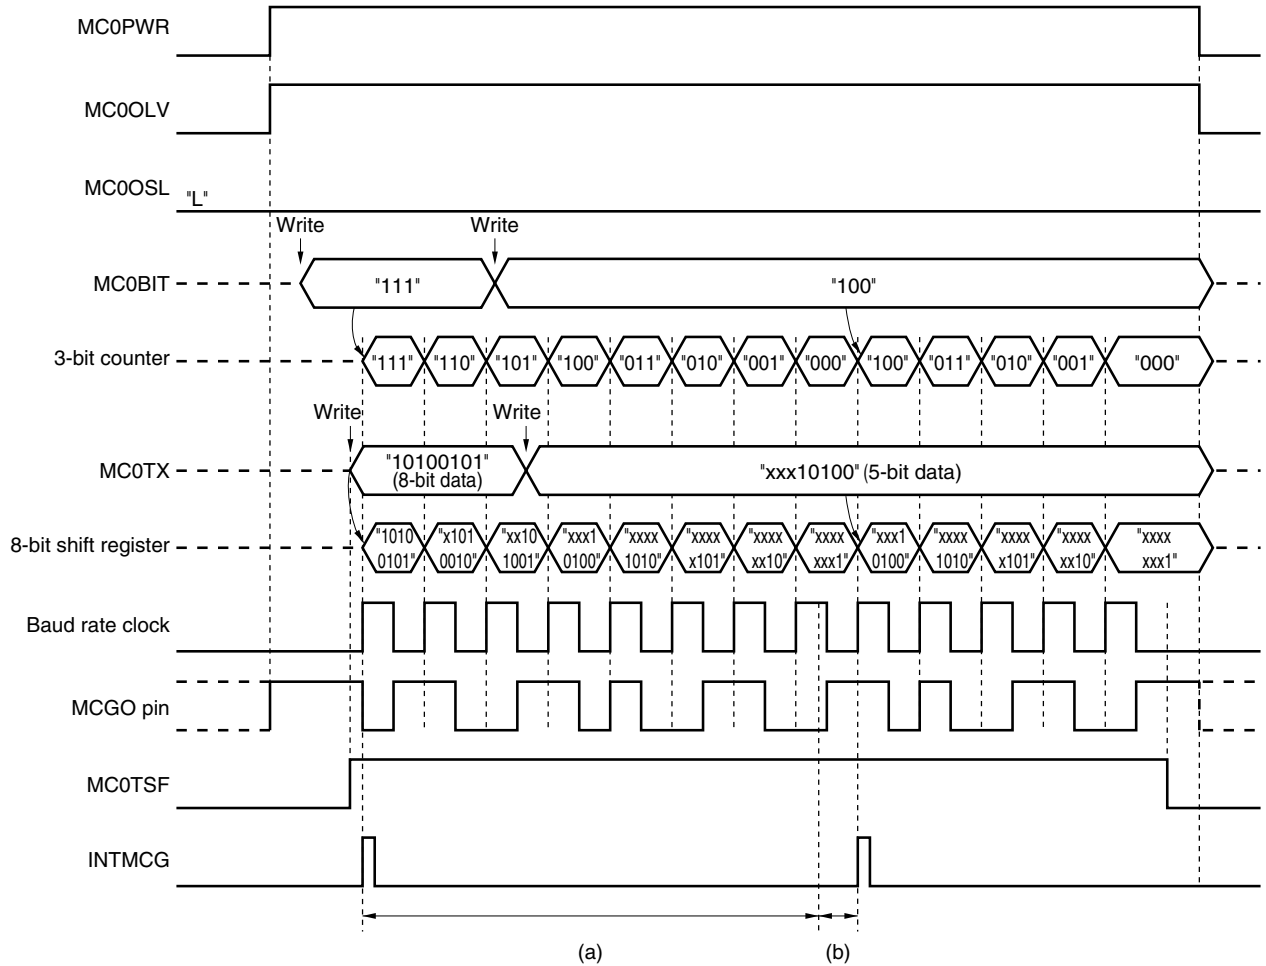 MC0PWR
MC0OLV
MC0OSL "L"
Write Write
MC0BIT "111" "100"
3-bit counter "111" "110" "101" "100" "011" "010" "001" "000" "100" "011" "010" "001" "000"
Write Write
MC0TX "10100101" "xxx10100" (5-bit data)
(8-bit data)
8-bit shift register "1010 "x101 "xx10 "xxx1 "xxxx "xxxx "xxxx "xxxx "xxx1 "xxxx "xxxx "xxxx "xxxx
0101" 0010" 1001" 0100" 1010" x101" xx10" xxx1" 0100" 1010" x101" xx10" xxx1"
Baud rate clock
MCGO pin
MC0TSF
INTMCG
(a) (b)